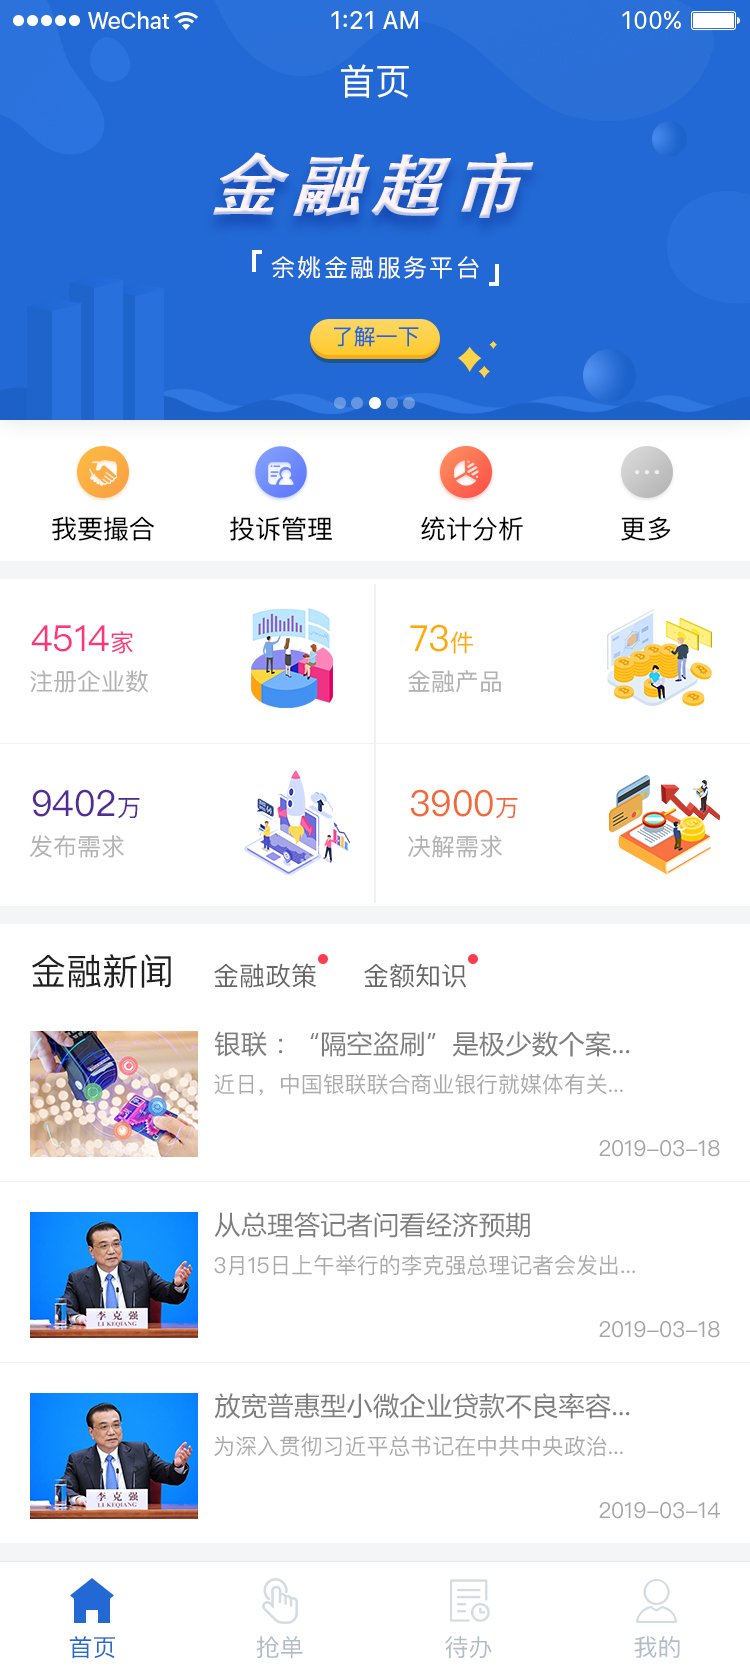 WeChat 1:21 AM 100%
首页
金融超市
「余姚金融服务平台」
了解一下
我要撮合 投诉管理 统计分析 更多
4514家 73件
注册企业数 金融产品
9402万 3900万
发布需求 决解需求
金融新闻 金融政策 金额知识
银联：“隔空盗刷”是极少数个案...
近日，中国银联联合商业银行就媒体有关...
2019-03-18
从总理答记者问看经济预期
3月15日上午举行的李克强总理记者会发出...
李克强
LI KEQIANG
2019-03-18
放宽普惠型小微企业贷款不良率容...
为深入贯彻习近平总书记在中共中央政治...
李克强
LI KEQIANG
2019-03-14
首页 抢单 待办 我的